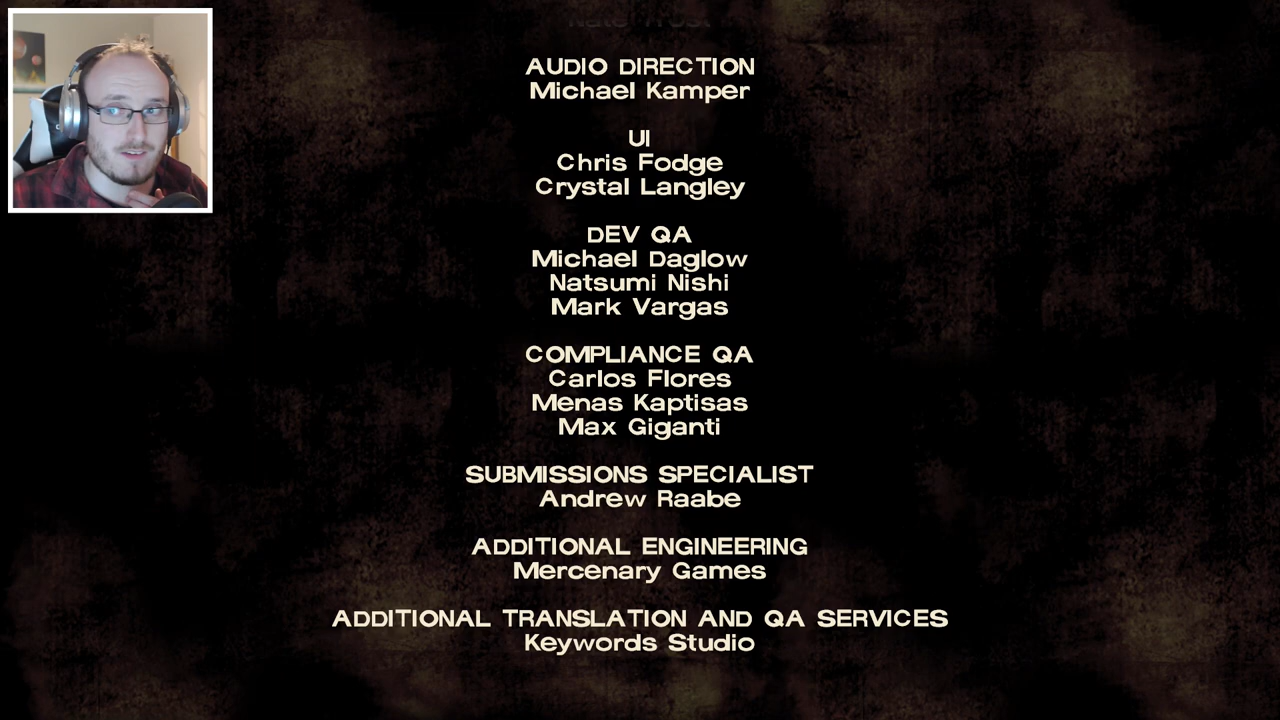 AUDIO DIRECTION
Michael Kamper
UI
Chris Fodge
Crystal Langley
DEV QA
Michael Daglow
Natsumi Nishi
Mark Vargas
COMPLIANCE QA
Carlos Flores
Menas Kaptisas
Max Giganti
SUBMISSIONS SPECIALIST
Andrew Raabe
ADDITIONAL ENGINEERING
Mercenary Games
ADDITIONAL TRANSLATION AND QA SERVICES
Keywords Studio